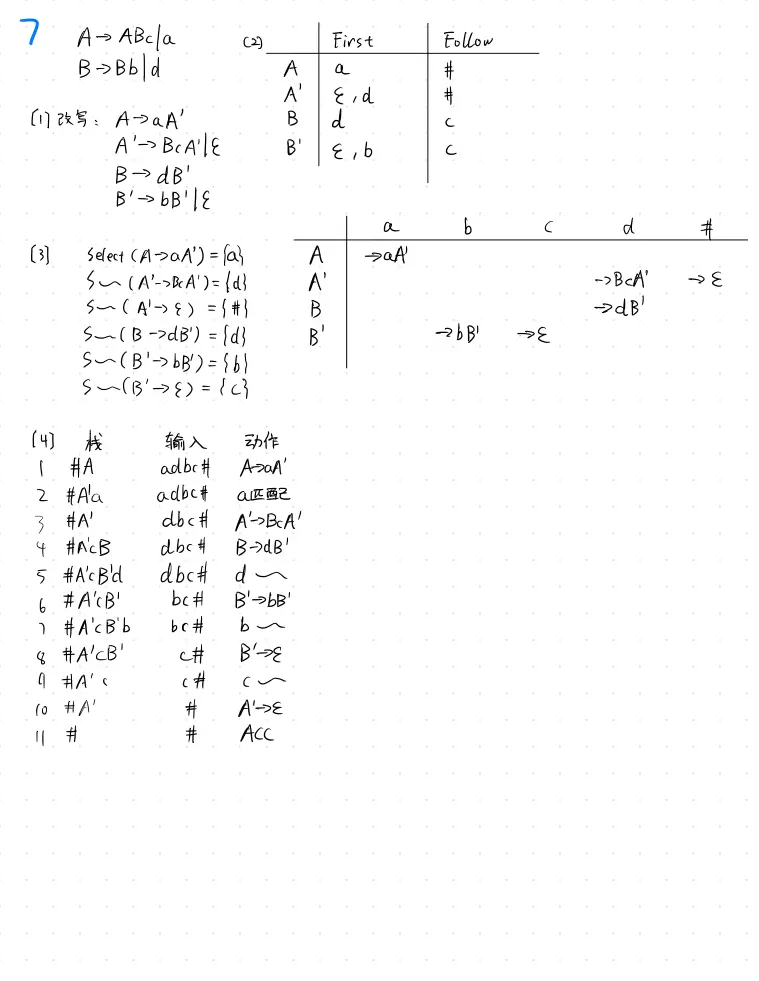 7
A→ABc|a
B→Bb|d
(1) 改写: A→aA'
A'→BcA'|ε
B→dB'
B'→bB'|ε
(2) First Follow
A a #
A' ε,d #
B d c
B' ε,b c
(3) Select(A→aA')={a}
S~(A'→BcA')={d}
S~(A'→ε)={#}
S~(B→dB')={d}
S~(B'→bB')={b}
S~(B'→ε)={c}
a b c d #
A →aA'
A' →BcA' →ε
B →dB'
B' →bB' →ε
(4) 栈 输入 动作
1 #A adbc# A→aA'
2 #A'a adbc# a匹配
3 #A' dbc# A'→BcA'
4 #A'cB dbc# B→dB'
5 #A'cB'd dbc# d ~
6 #A'cB' bc# B'→bB'
7 #A'cB'b bc# b ~
8 #A'cB' c# B'→ε
9 #A'c c# c ~
10 #A' # A'→ε
11 # # ACC